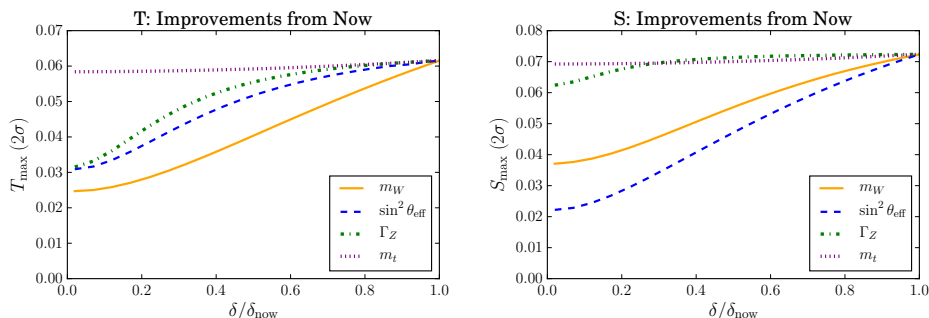 T: Improvements from Now
T_max (2σ)
0.07
0.06
0.05
0.04
0.03
0.02
0.01
0.00
0.0 0.2 0.4 0.6 0.8 1.0
δ/δ_now
m_W
sin² θ_eff
Γ_Z
m_t
S: Improvements from Now
S_max (2σ)
0.08
0.07
0.06
0.05
0.04
0.03
0.02
0.01
0.00
0.0 0.2 0.4 0.6 0.8 1.0
δ/δ_now
m_W
sin² θ_eff
Γ_Z
m_t